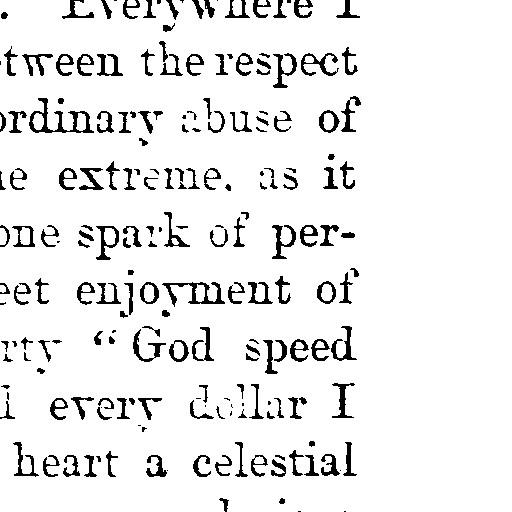 . Everywhere I
etween the respect
ordinary abuse of
ne extreme, as it
one spark of per-
eet enjoyment of
rty “ God speed
d every dollar I
heart a celestial